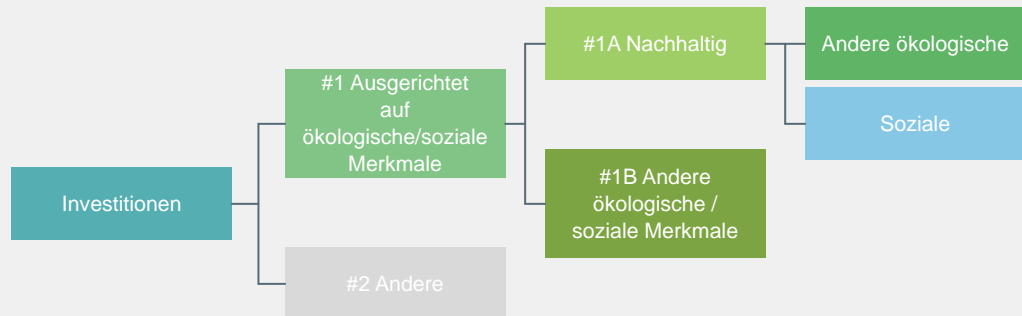 #1A Nachhaltig
Andere ökologische
#1 Ausgerichtet
auf
ökologische/soziale
Merkmale
Soziale
#1B Andere
ökologische /
soziale Merkmale
Investitionen
#2 Andere